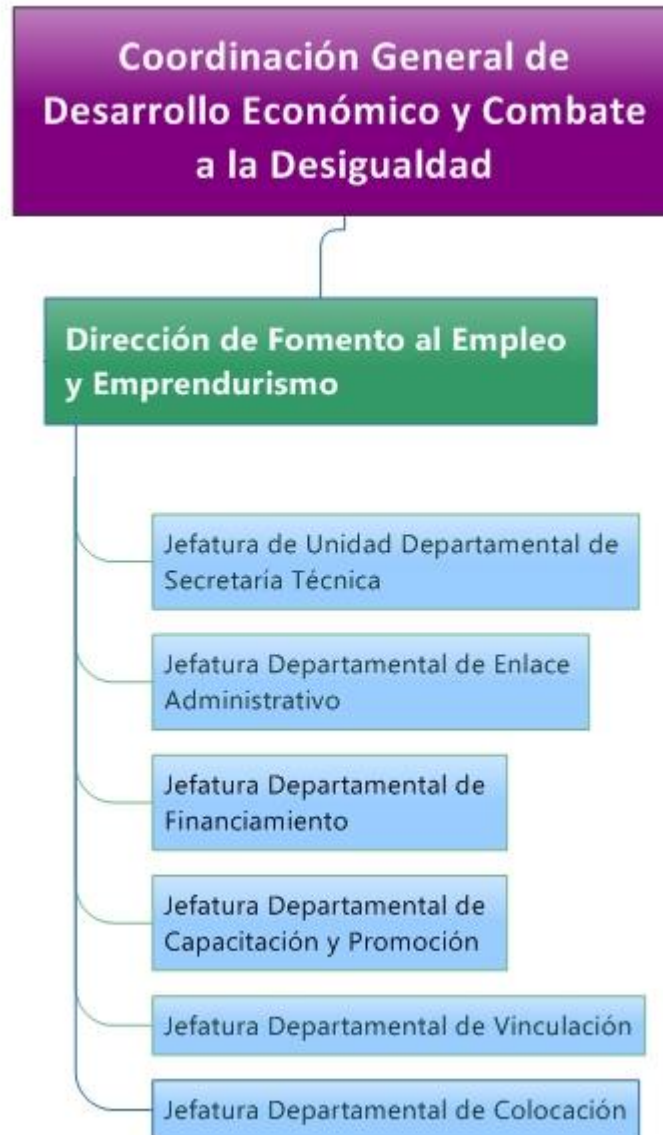 Coordinación General de
Desarrollo Económico y Combate
a la Desigualdad
Dirección de Fomento al Empleo
y Emprendurismo
Jefatura de Unidad Departamental de
Secretaría Técnica
Jefatura Departamental de Enlace
Administrativo
Jefatura Departamental de
Financiamiento
Jefatura Departamental de
Capacitación y Promoción
Jefatura Departamental de Vinculación
Jefatura Departamental de Colocación